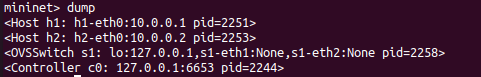 mininet> dump
<Host h1: h1-eth0:10.0.0.1 pid=2251>
<Host h2: h2-eth0:10.0.0.2 pid=2253>
<OVSSwitch s1: lo:127.0.0.1,s1-eth1:None,s1-eth2:None pid=2258>
<Controller c0: 127.0.0.1:6653 pid=2244>